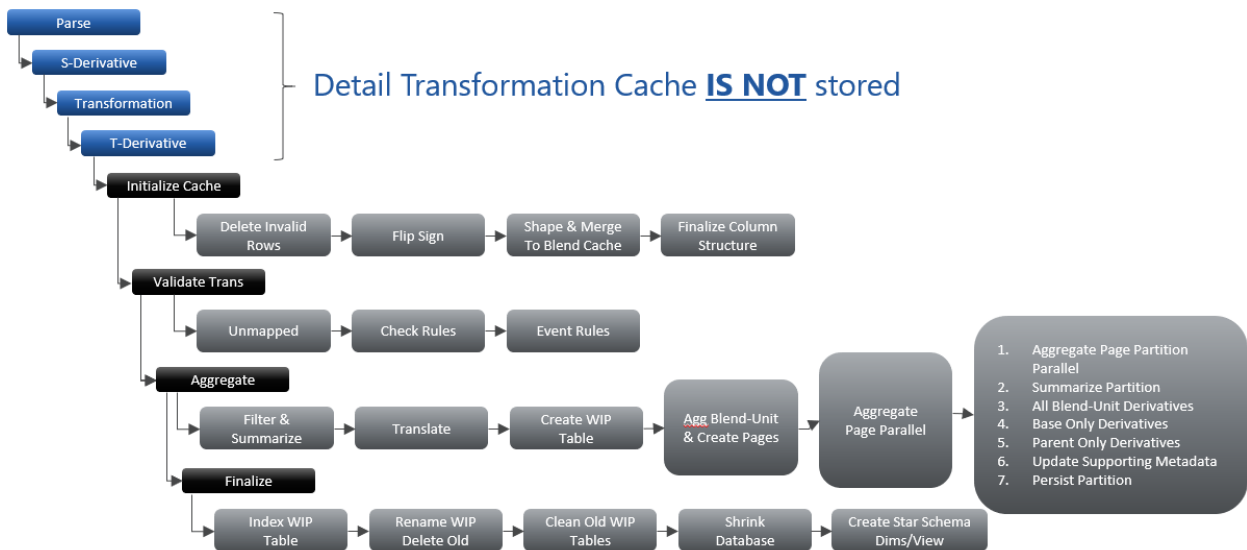 Parse
S-Derivative
Transformation
T-Derivative
Detail Transformation Cache IS NOT stored
Initialize Cache
Delete Invalid
Rows
Flip Sign
Shape & Merge
To Blend Cache
Finalize Column
Structure
Validate Trans
Unmapped
Check Rules
Event Rules
Aggregate
Filter &
Summarize
Translate
Create WIP
Table
Agg Blend-Unit
& Create Pages
Aggregate
Page Parallel
1. Aggregate Page Partition
Parallel
2. Summarize Partition
3. All Blend-Unit Derivatives
4. Base Only Derivatives
5. Parent Only Derivatives
6. Update Supporting Metadata
7. Persist Partition
Finalize
Index WIP
Table
Rename WIP
Delete Old
Clean Old WIP
Tables
Shrink
Database
Create Star Schema
Dims/View